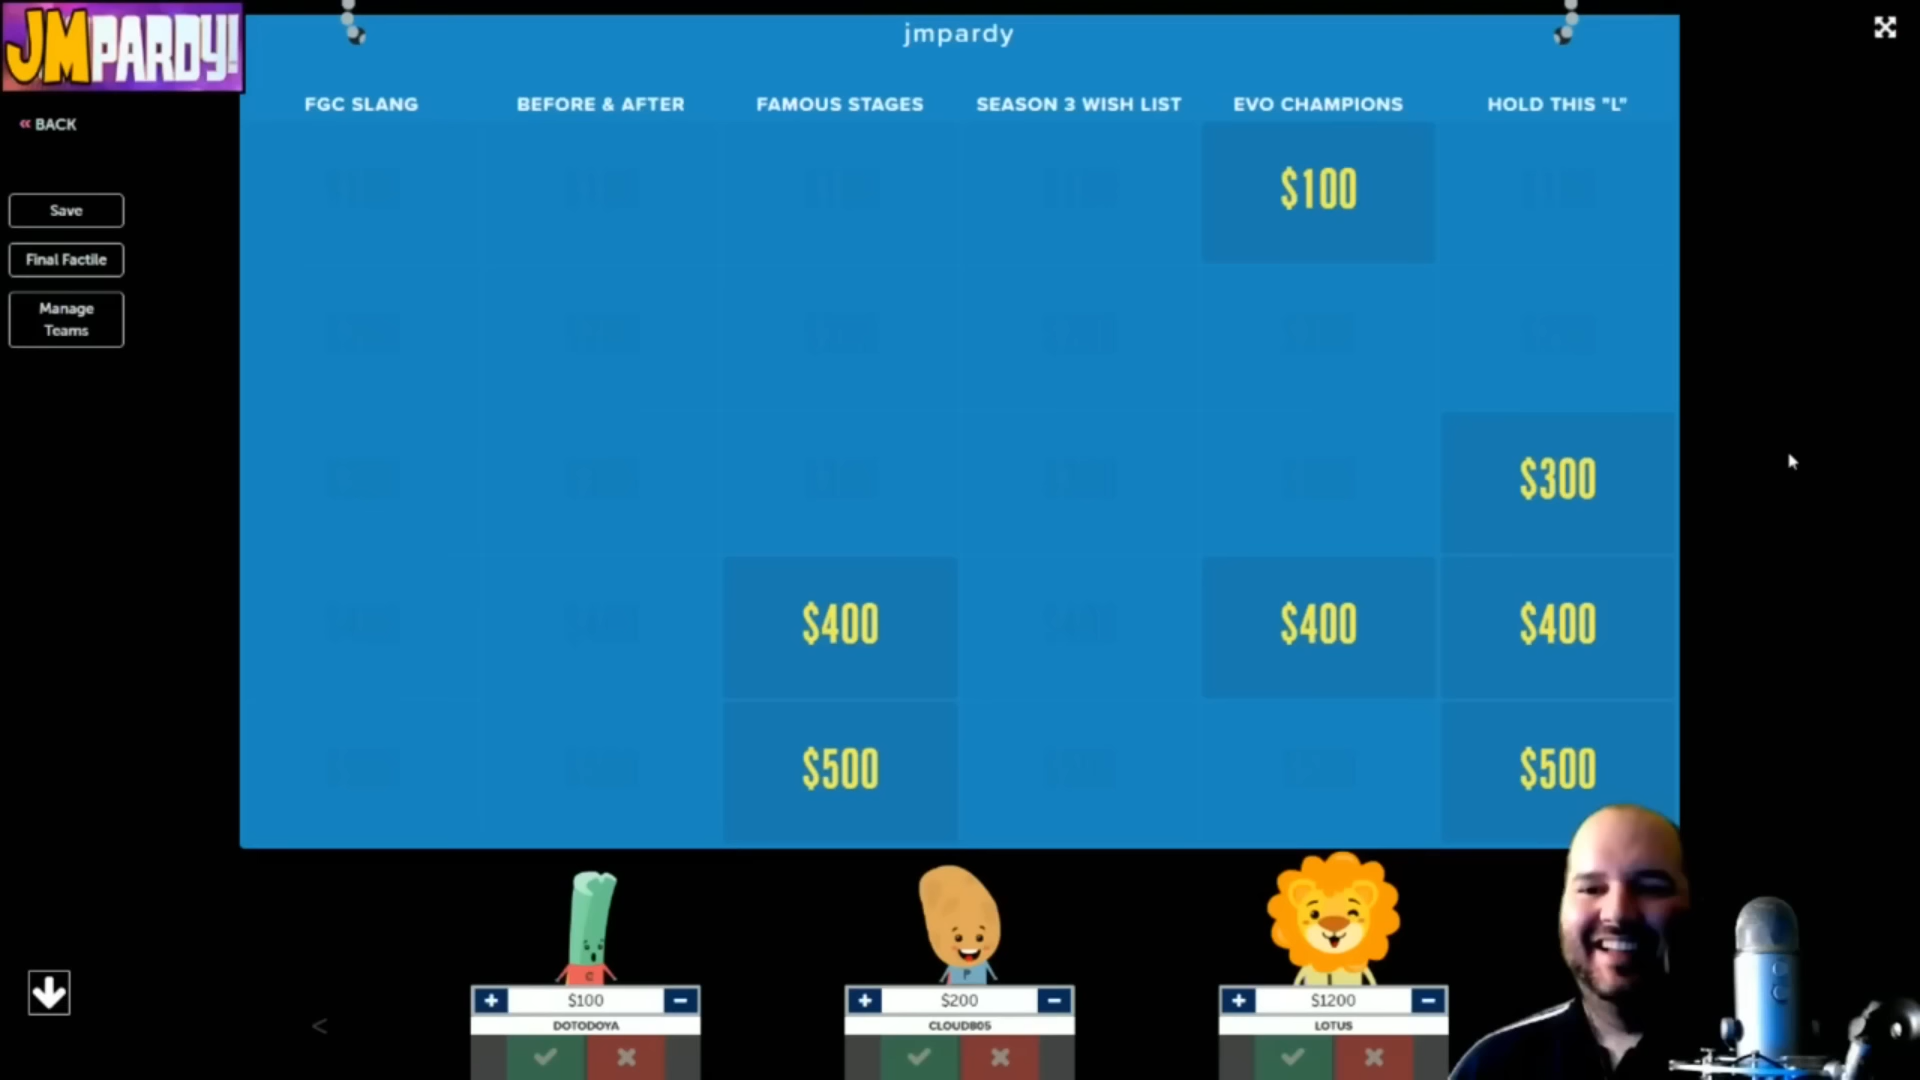 JMPARDY!
jmpardy
FGC SLANG
BEFORE & AFTER
FAMOUS STAGES
SEASON 3 WISH LIST
EVO CHAMPIONS
HOLD THIS "L"
« BACK
Save
Final Factile
Manage
Teams
$100
$300
$400
$400
$400
$500
$500
C
P
+ $100 −
+ $200 −
+ $1200 −
<
DOTODOYA
CLOUD805
LOTUS